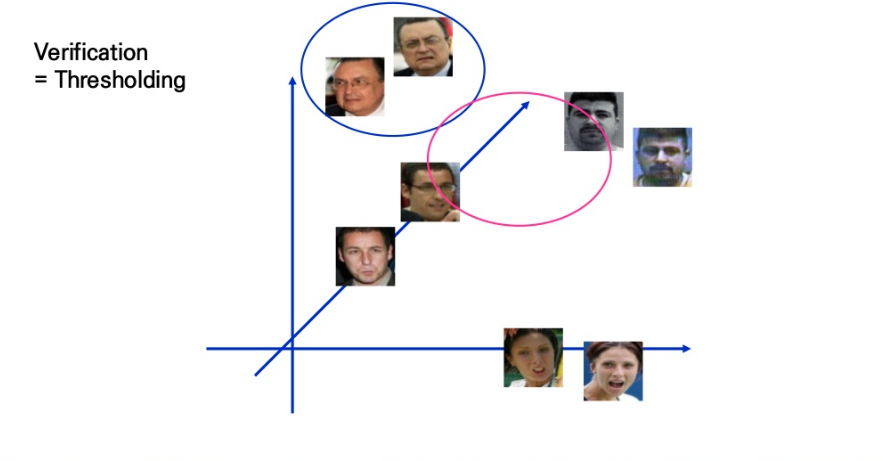 Verification
= Thresholding